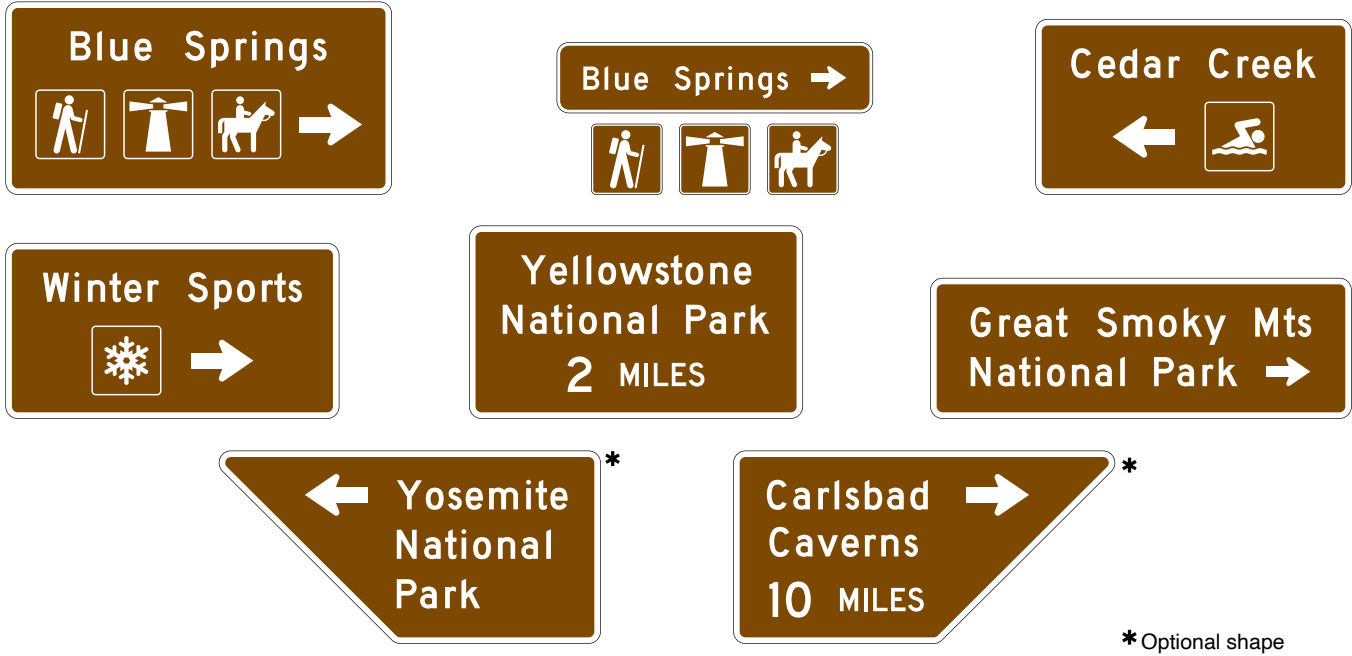 Blue Springs
Blue Springs
Cedar Creek
Winter Sports
Yellowstone
National Park
2 MILES
Great Smoky Mts
National Park
Yosemite
National
Park
*
Carlsbad
Caverns
10 MILES
*
* Optional shape